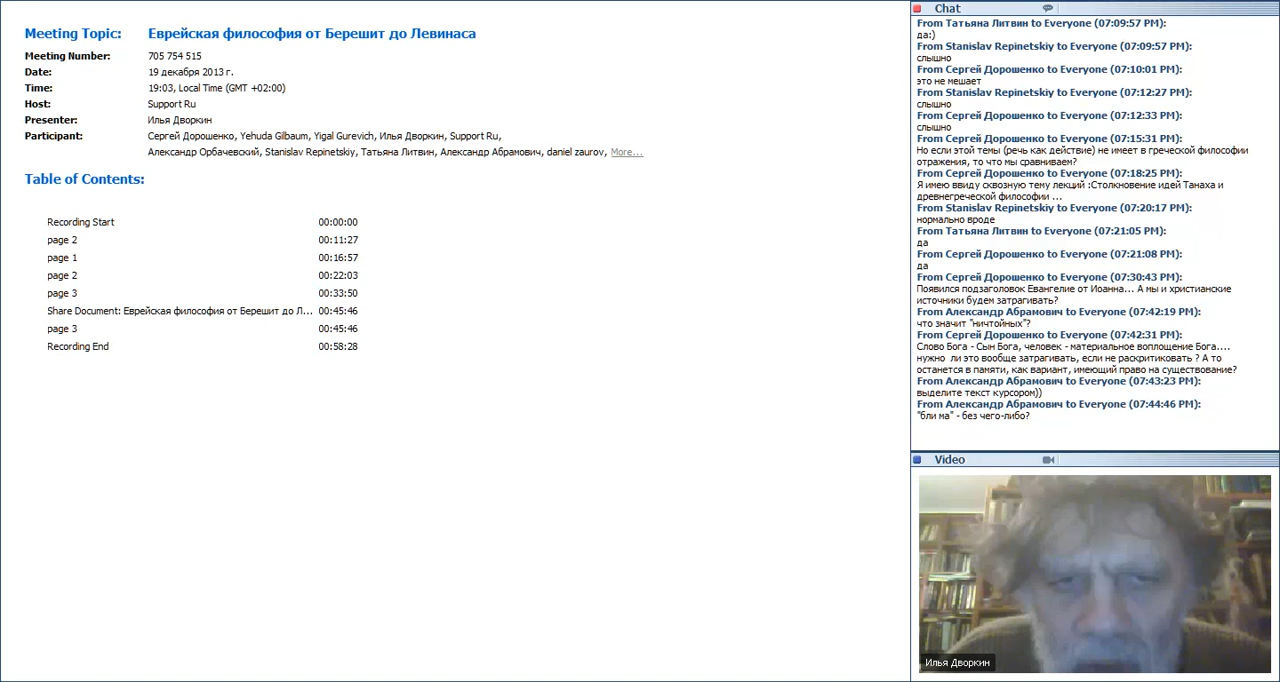 Meeting Topic: Еврейская философия от Берешит до Левинаса
Meeting Number: 705 754 515
Date: 19 декабря 2013 г.
Time: 19:03, Local Time (GMT +02:00)
Host: Support Ru
Presenter: Илья Дворкин
Participant: Сергей Дорошенко, Yehuda Gilbaum, Yigal Gurevich, Илья Дворкин, Support Ru,
Александр Орбачевский, Stanislav Repinetskiy, Татьяна Литвин, Александр Абрамович, daniel zaurov, More...
Table of Contents:
Recording Start 00:00:00
page 2 00:11:27
page 1 00:16:57
page 2 00:22:03
page 3 00:33:50
Share Document: Еврейская философия от Берешит до Л... 00:45:46
page 3 00:45:46
Recording End 00:58:28
Chat
From Татьяна Литвин to Everyone (07:09:57 PM):
да:)
From Stanislav Repinetskiy to Everyone (07:09:57 PM):
слышно
From Сергей Дорошенко to Everyone (07:10:01 PM):
это не мешает
From Stanislav Repinetskiy to Everyone (07:12:27 PM):
слышно
From Сергей Дорошенко to Everyone (07:12:33 PM):
слышно
From Сергей Дорошенко to Everyone (07:15:31 PM):
Но если этой темы (речь как действие) не имеет в греческой философии
отражения, то что мы сравниваем?
From Сергей Дорошенко to Everyone (07:18:25 PM):
Я имею ввиду сквозную тему лекций :Столкновение идей Танаха и
древнегреческой философии ...
From Stanislav Repinetskiy to Everyone (07:20:17 PM):
нормально вроде
From Татьяна Литвин to Everyone (07:21:05 PM):
да
From Сергей Дорошенко to Everyone (07:21:08 PM):
да
From Сергей Дорошенко to Everyone (07:30:43 PM):
Появился подзаголовок Евангелие от Иоанна... А мы и христианские
источники будем затрагивать?
From Александр Абрамович to Everyone (07:42:19 PM):
что значит "ничтойных"?
From Сергей Дорошенко to Everyone (07:42:31 PM):
Слово Бога - Сын Бога, человек - материальное воплощение Бога....
нужно ли это вообще затрагивать, если не раскритиковать ? А то
останется в памяти, как вариант, имеющий право на существование?
From Александр Абрамович to Everyone (07:43:23 PM):
выделите текст курсором))
From Александр Абрамович to Everyone (07:44:46 PM):
"бли ма" - без чего-либо?
Video
Илья Дворкин